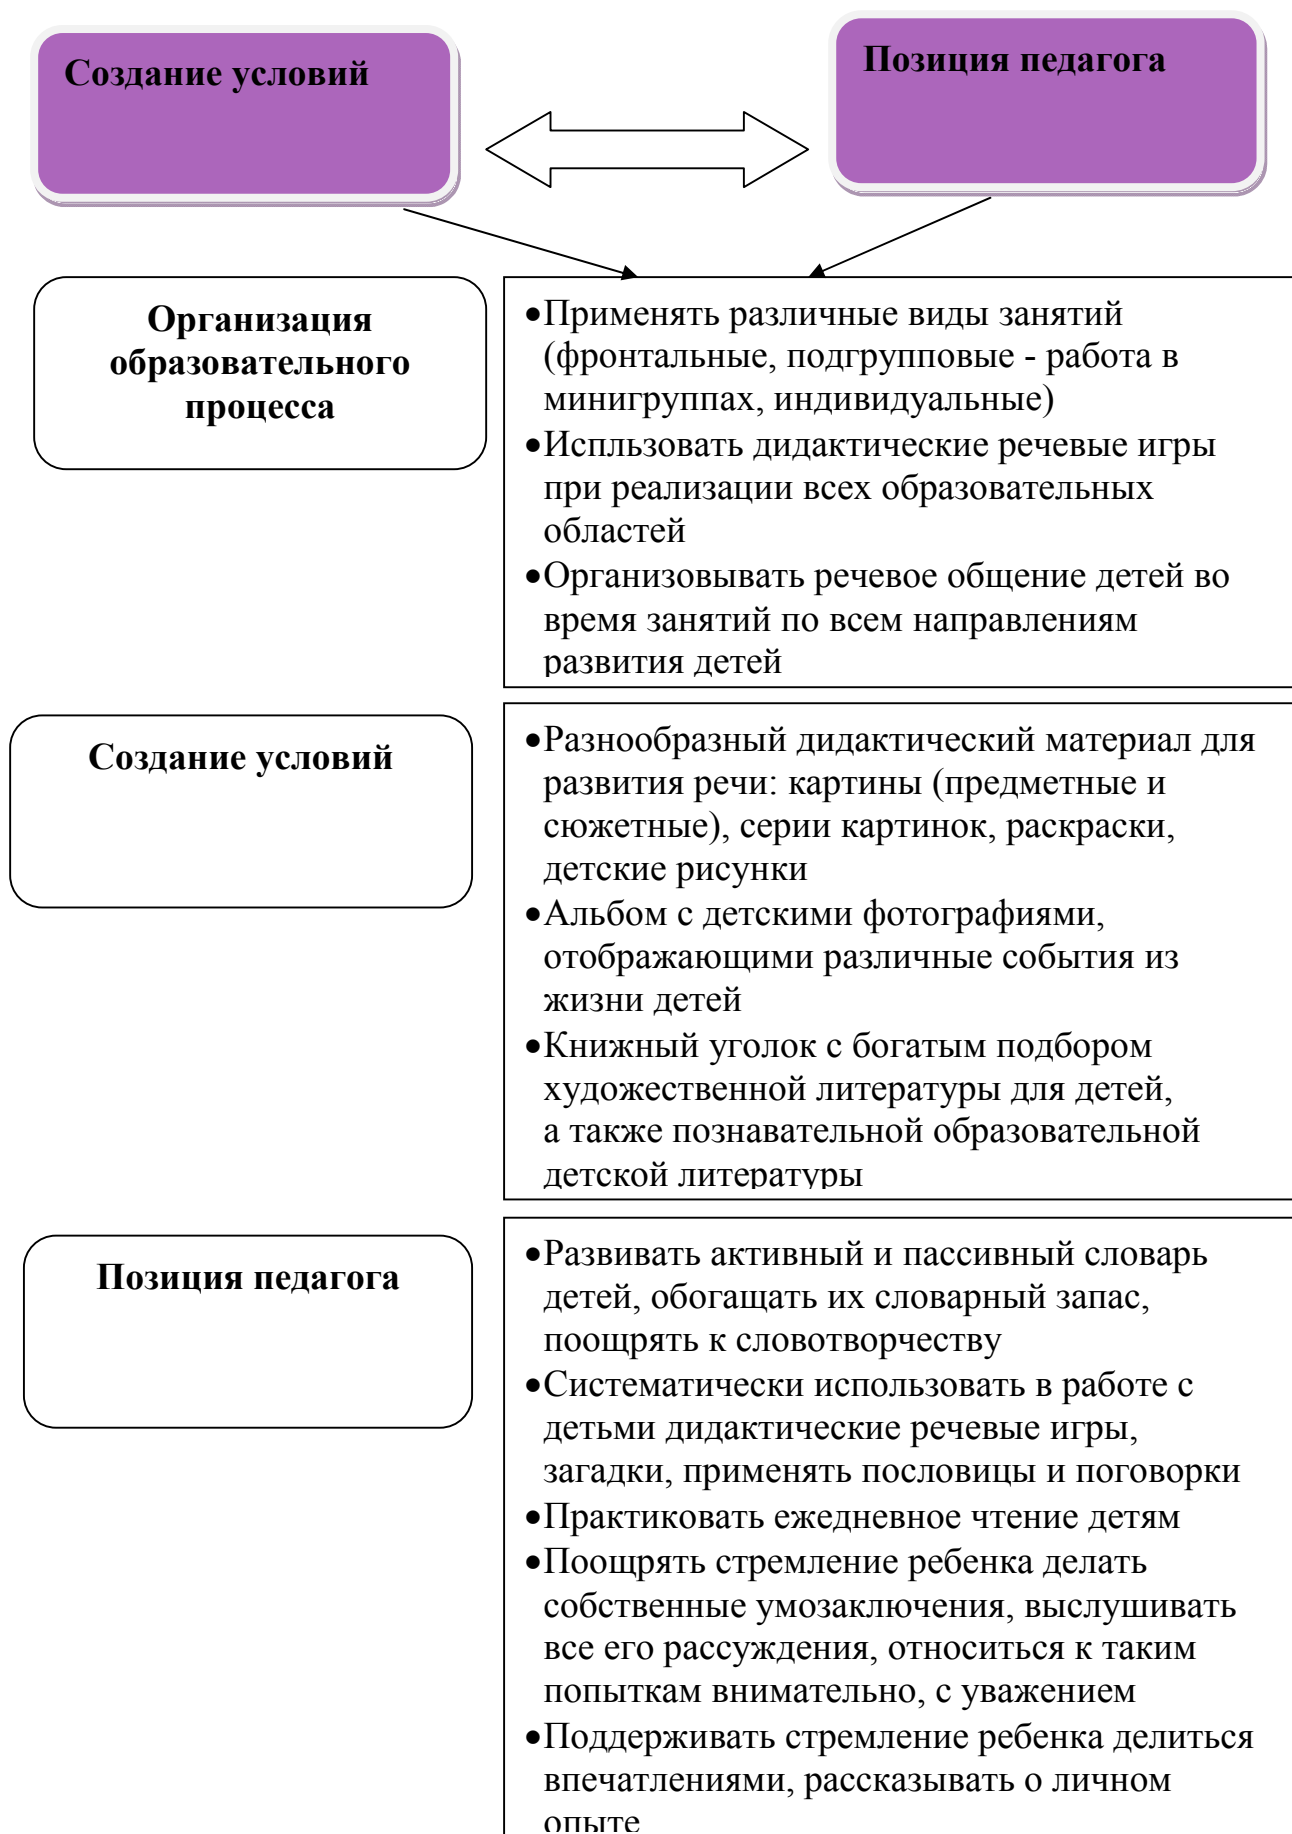 Создание условий
Позиция педагога
Организация
образовательного
процесса
•Применять различные виды занятий
(фронтальные, подгрупповые - работа в
минигруппах, индивидуальные)
•Испльзовать дидактические речевые игры
при реализации всех образовательных
областей
•Организовывать речевое общение детей во
время занятий по всем направлениям
развития детей
Создание условий
•Разнообразный дидактический материал для
развития речи: картины (предметные и
сюжетные), серии картинок, раскраски,
детские рисунки
•Альбом с детскими фотографиями,
отображающими различные события из
жизни детей
•Книжный уголок с богатым подбором
художественной литературы для детей,
а также познавательной образовательной
детской литературы
Позиция педагога
•Развивать активный и пассивный словарь
детей, обогащать их словарный запас,
поощрять к словотворчеству
•Систематически использовать в работе с
детьми дидактические речевые игры,
загадки, применять пословицы и поговорки
•Практиковать ежедневное чтение детям
•Поощрять стремление ребенка делать
собственные умозаключения, выслушивать
все его рассуждения, относиться к таким
попыткам внимательно, с уважением
•Поддерживать стремление ребенка делиться
впечатлениями, рассказывать о личном
опыте